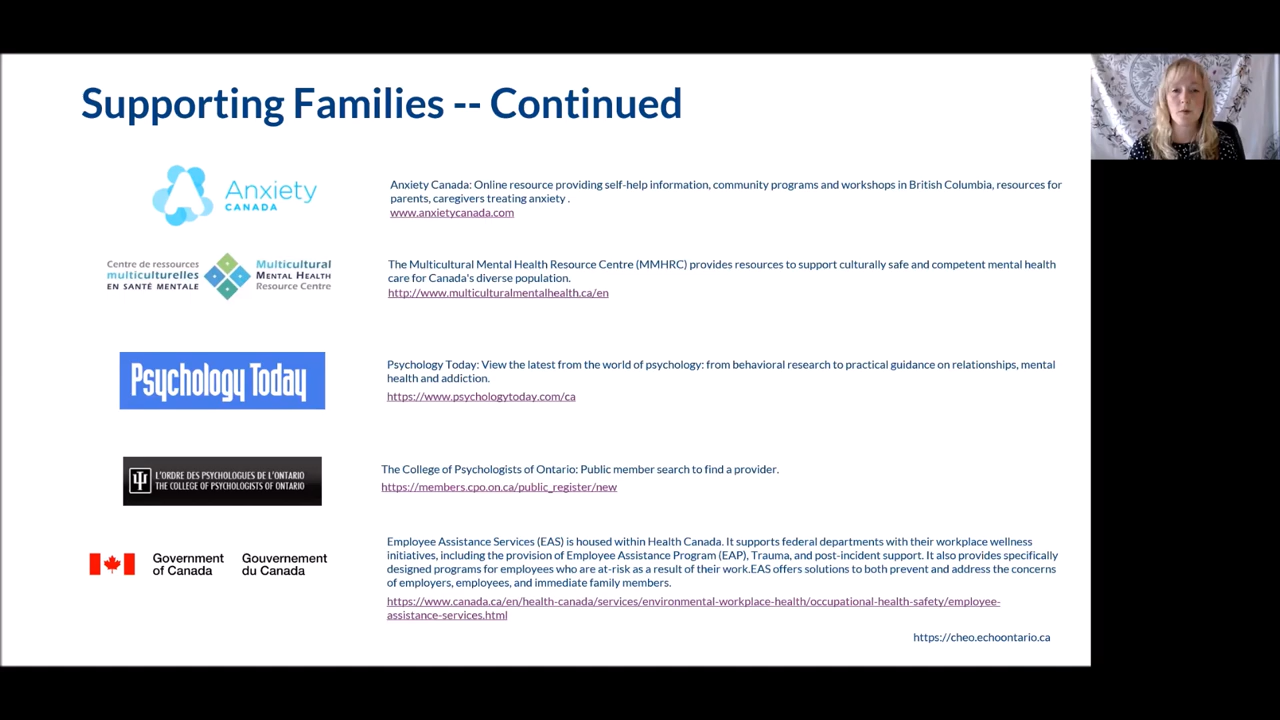 Supporting Families -- Continued
Anxiety
CANADA
Anxiety Canada: Online resource providing self-help information, community programs and workshops in British Columbia, resources for
parents, caregivers treating anxiety .
www.anxietycanada.com
Centre de ressources
multiculturelles
EN SANTÉ MENTALE
Multicultural
MENTAL HEALTH
Resource Centre
The Multicultural Mental Health Resource Centre (MMHRC) provides resources to support culturally safe and competent mental health
care for Canada's diverse population.
http://www.multiculturalmentalhealth.ca/en
Psychology Today
Psychology Today: View the latest from the world of psychology: from behavioral research to practical guidance on relationships, mental
health and addiction.
https://www.psychologytoday.com/ca
L'ORDRE DES PSYCHOLOGUES DE L'ONTARIO
THE COLLEGE OF PSYCHOLOGISTS OF ONTARIO
The College of Psychologists of Ontario: Public member search to find a provider.
https://members.cpo.on.ca/public_register/new
Government
of Canada
Gouvernement
du Canada
Employee Assistance Services (EAS) is housed within Health Canada. It supports federal departments with their workplace wellness
initiatives, including the provision of Employee Assistance Program (EAP), Trauma, and post-incident support. It also provides specifically
designed programs for employees who are at-risk as a result of their work.EAS offers solutions to both prevent and address the concerns
of employers, employees, and immediate family members.
https://www.canada.ca/en/health-canada/services/environmental-workplace-health/occupational-health-safety/employee-
assistance-services.html
https://cheo.echoontario.ca